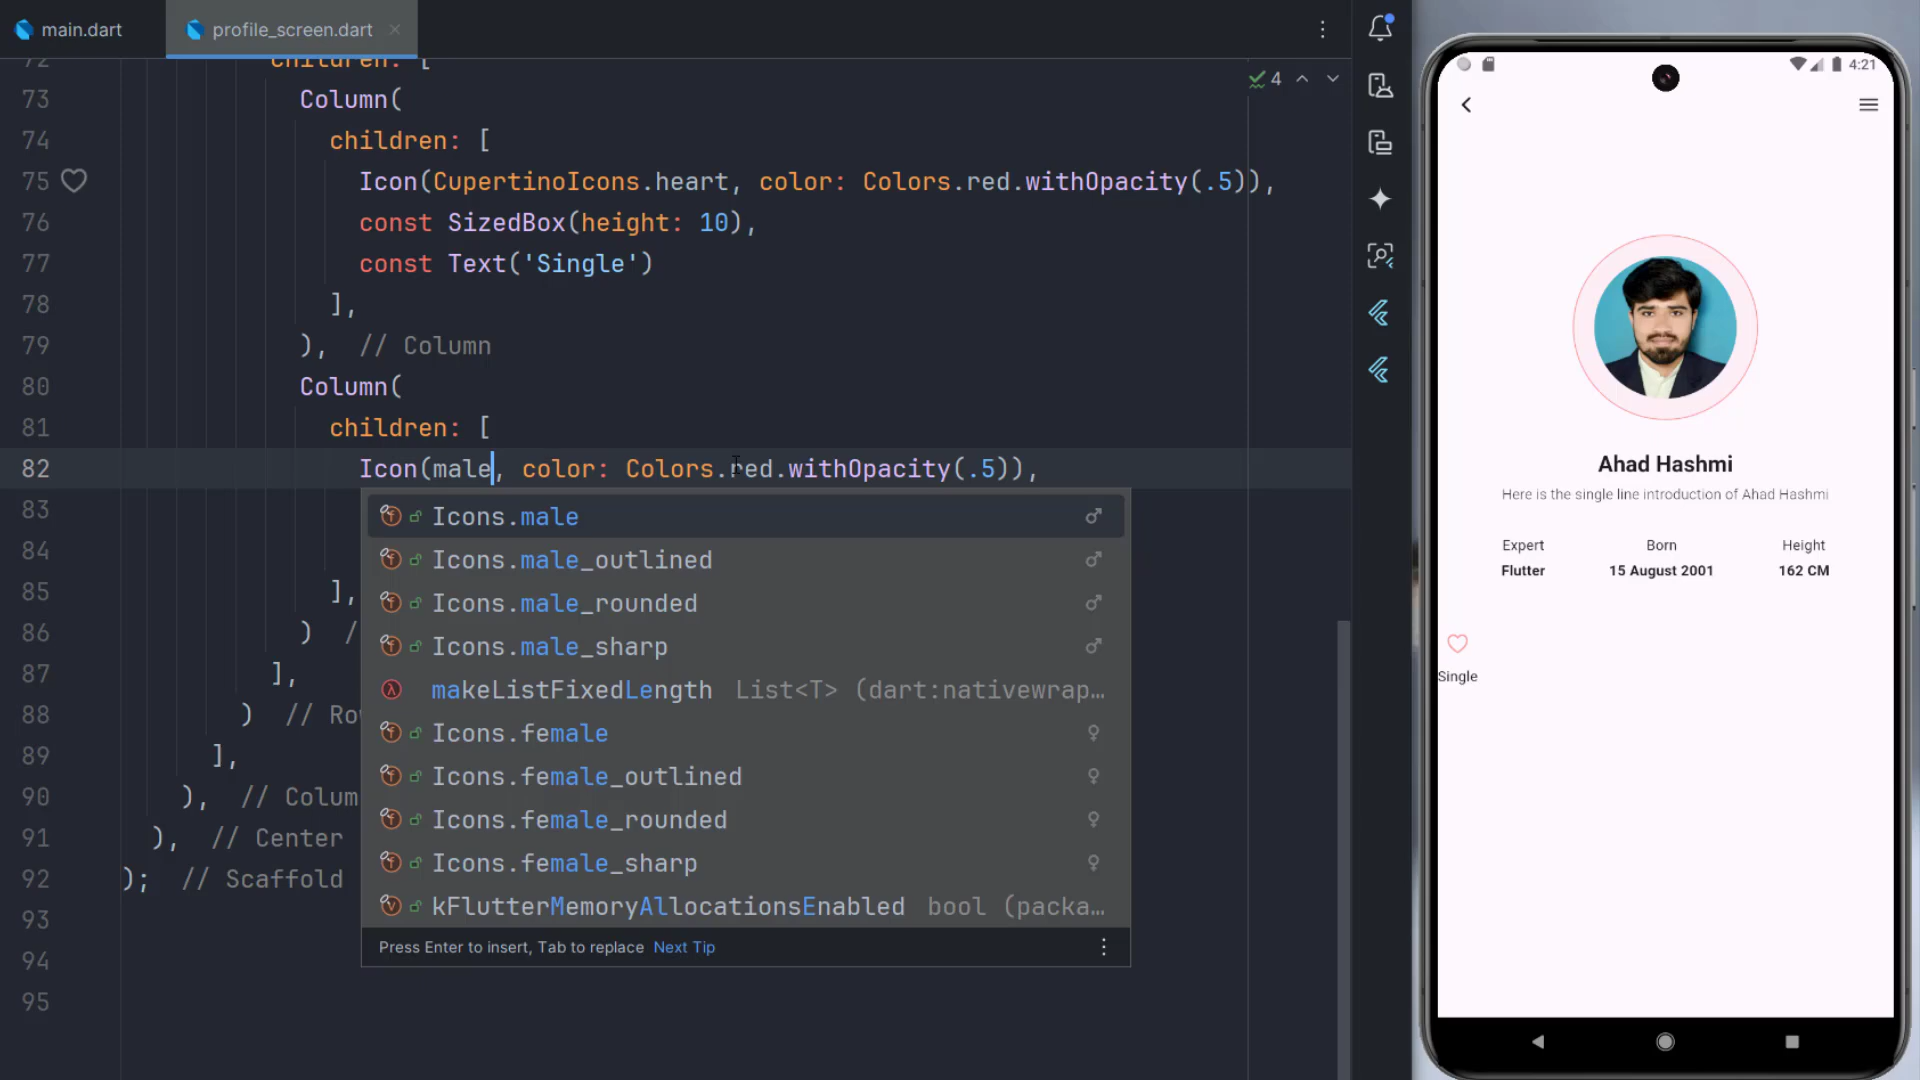 main.dart
profile_screen.dart
72 children: [
73 Column(
74 children: [
75 Icon(CupertinoIcons.heart, color: Colors.red.withOpacity(.5)),
76 const SizedBox(height: 10),
77 const Text('Single')
78 ],
79 ), // Column
80 Column(
81 children: [
82 Icon(male, color: Colors.red.withOpacity(.5)),
83
84
85 ],
86 ) /
87 ],
88 ) // Ro
89 ],
90 ), // Colum
91 ), // Center
92 ); // Scaffold
93
94
95
4
Icons.male
Icons.male_outlined
Icons.male_rounded
Icons.male_sharp
makeListFixedLength List<T> (dart:nativewrap…
Icons.female
Icons.female_outlined
Icons.female_rounded
Icons.female_sharp
kFlutterMemoryAllocationsEnabled bool (packa…
Press Enter to insert, Tab to replace Next Tip
4:21
Ahad Hashmi
Here is the single line introduction of Ahad Hashmi
Expert Born Height
Flutter 15 August 2001 162 CM
Single